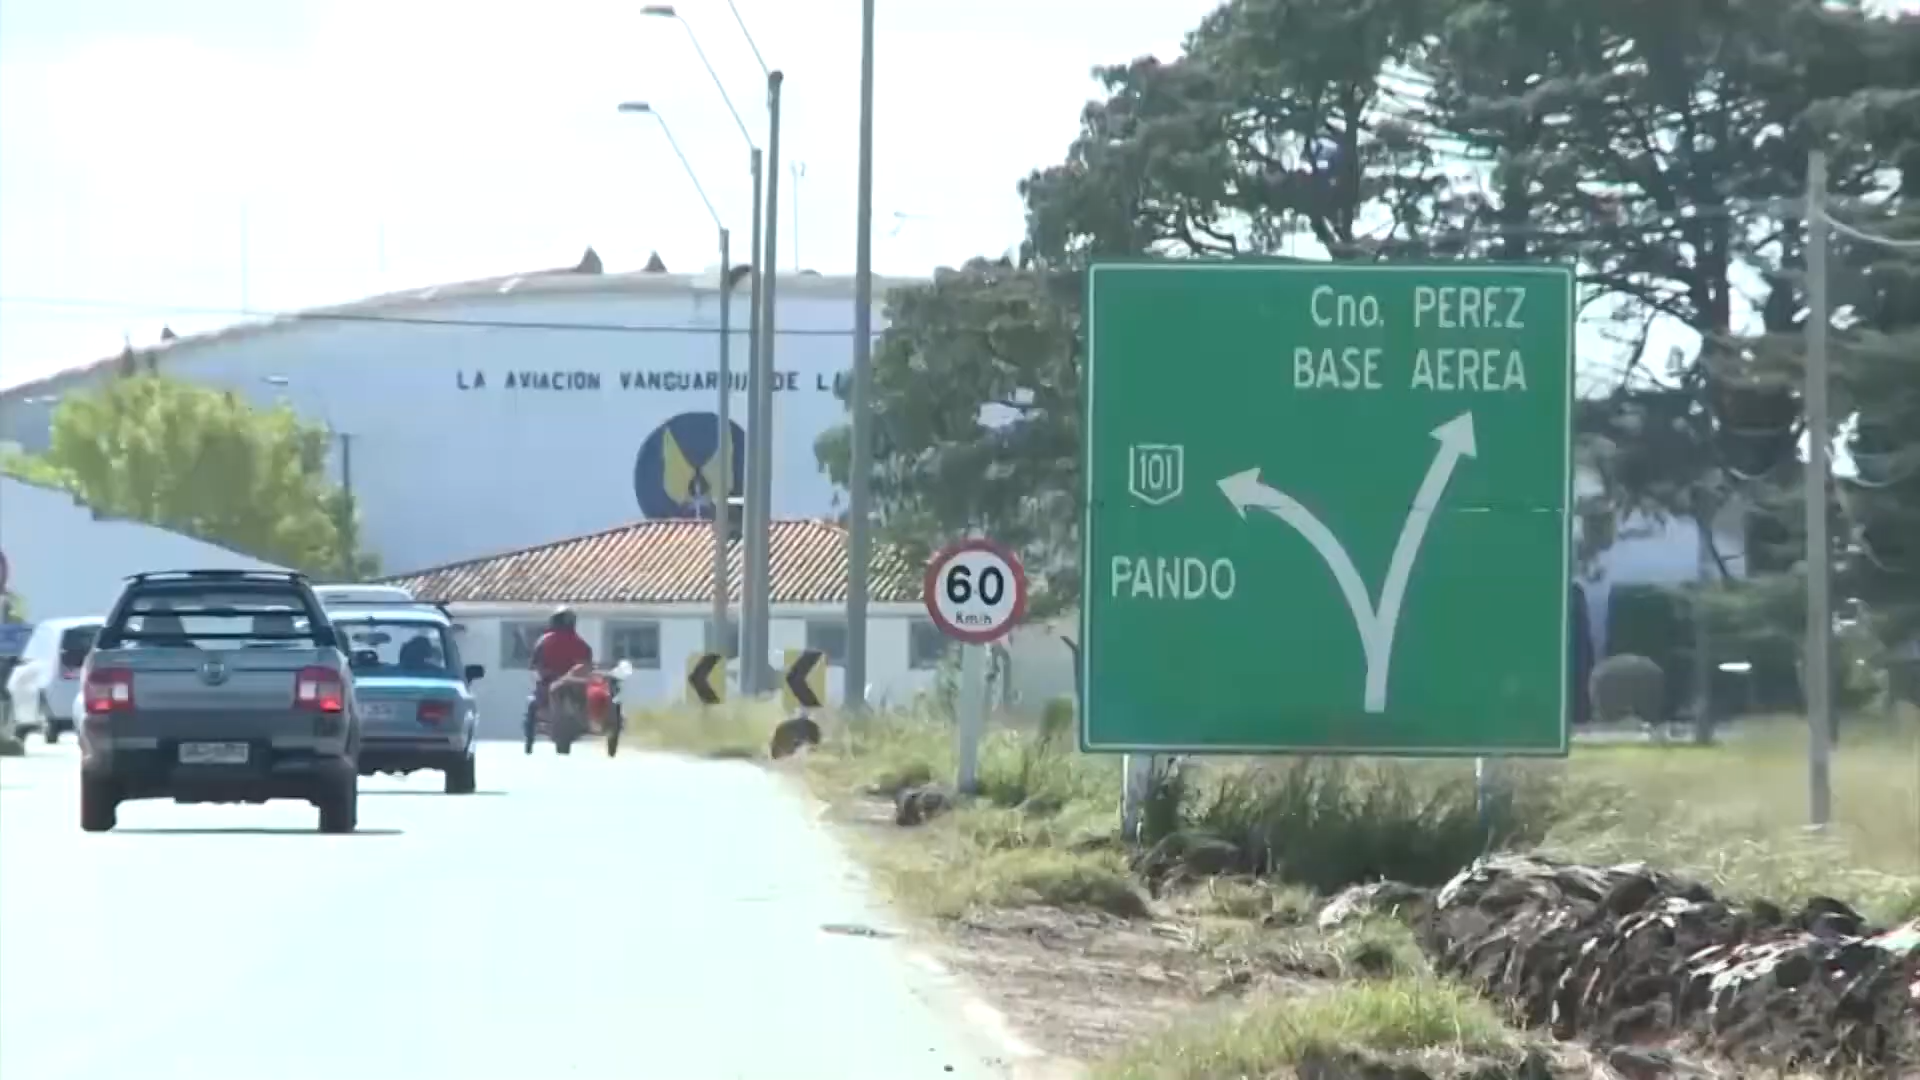 LA AVIACION VANGUARDIA DE
Cno. PEREZ
BASE AEREA
101
PANDO
60
Km/h